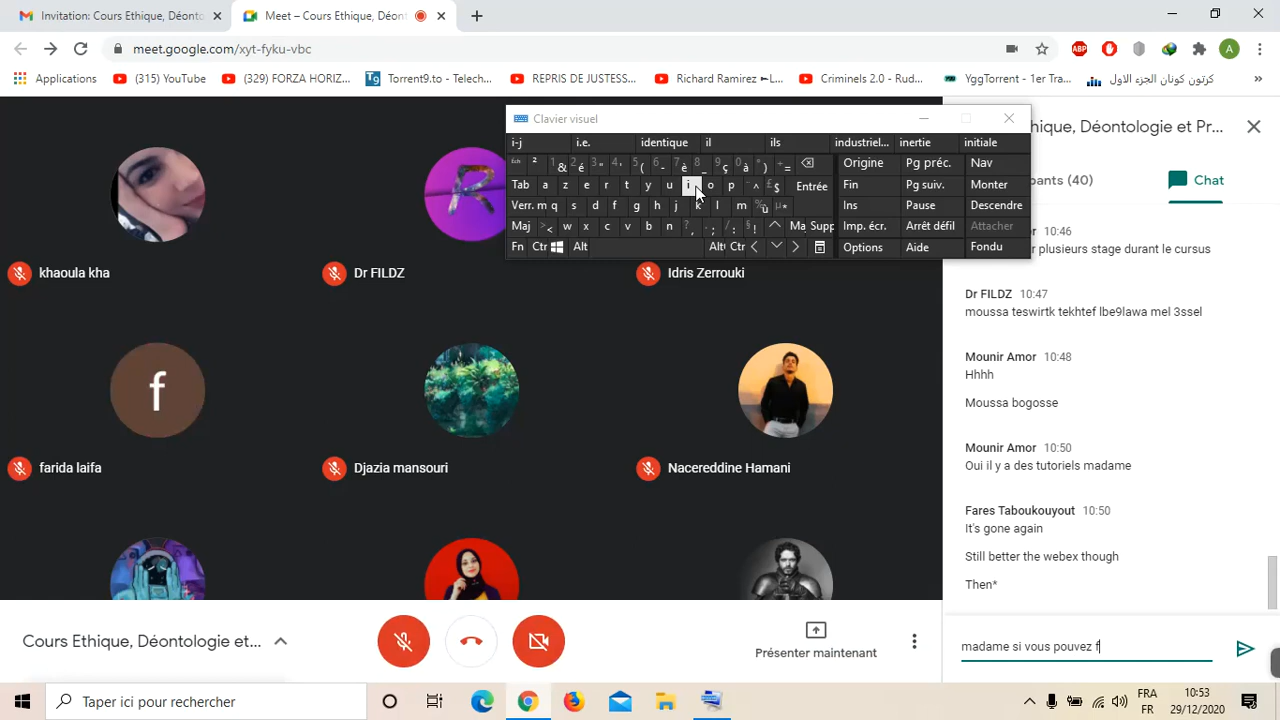 Invitation: Cours Ethique, Déonto
Meet – Cours Ethique, Déont
meet.google.com/xyt-fyku-vbc
ABP
A
Applications
(315) YouTube
(329) FORZA HORIZ...
Torrent9.to - Telech...
REPRIS DE JUSTESS...
Richard Ramirez ►L...
Criminels 2.0 - Rud...
YggTorrent - 1er Tra...
كرتون كونان الجزء الاول
Clavier visuel
i-j i.e. identique il ils industriel... inertie initiale
Origine Pg préc. Nav
Tab a z e r t y u i o p ^ £ $ Entrée Fin Pg suiv. Monter
Verr. m q s d f g h j k l m % ù µ * Ins Pause Descendre
Maj > < w x c v b n ? , . ; / : § ! Ma Supp Imp. écr. Arrêt défil Attacher
Fn Ctr Alt Alt Ctr Options Aide Fondu
hique, Déontologie et Pr...
pants (40)
Chat
khaoula kha
Dr FILDZ
Idris Zerrouki
f
farida laifa
Djazia mansouri
Nacereddine Hamani
or 10:46
r plusieurs stage durant le cursus
Dr FILDZ 10:47
moussa teswirtk tekhtef lbe9lawa mel 3ssel
Mounir Amor 10:48
Hhhh
Moussa bogosse
Mounir Amor 10:50
Oui il y a des tutoriels madame
Fares Taboukouyout 10:50
It's gone again
Still better the webex though
Then*
madame si vous pouvez f
Cours Ethique, Déontologie et...
Présenter maintenant
Taper ici pour rechercher
FRA
FR
10:53
29/12/2020